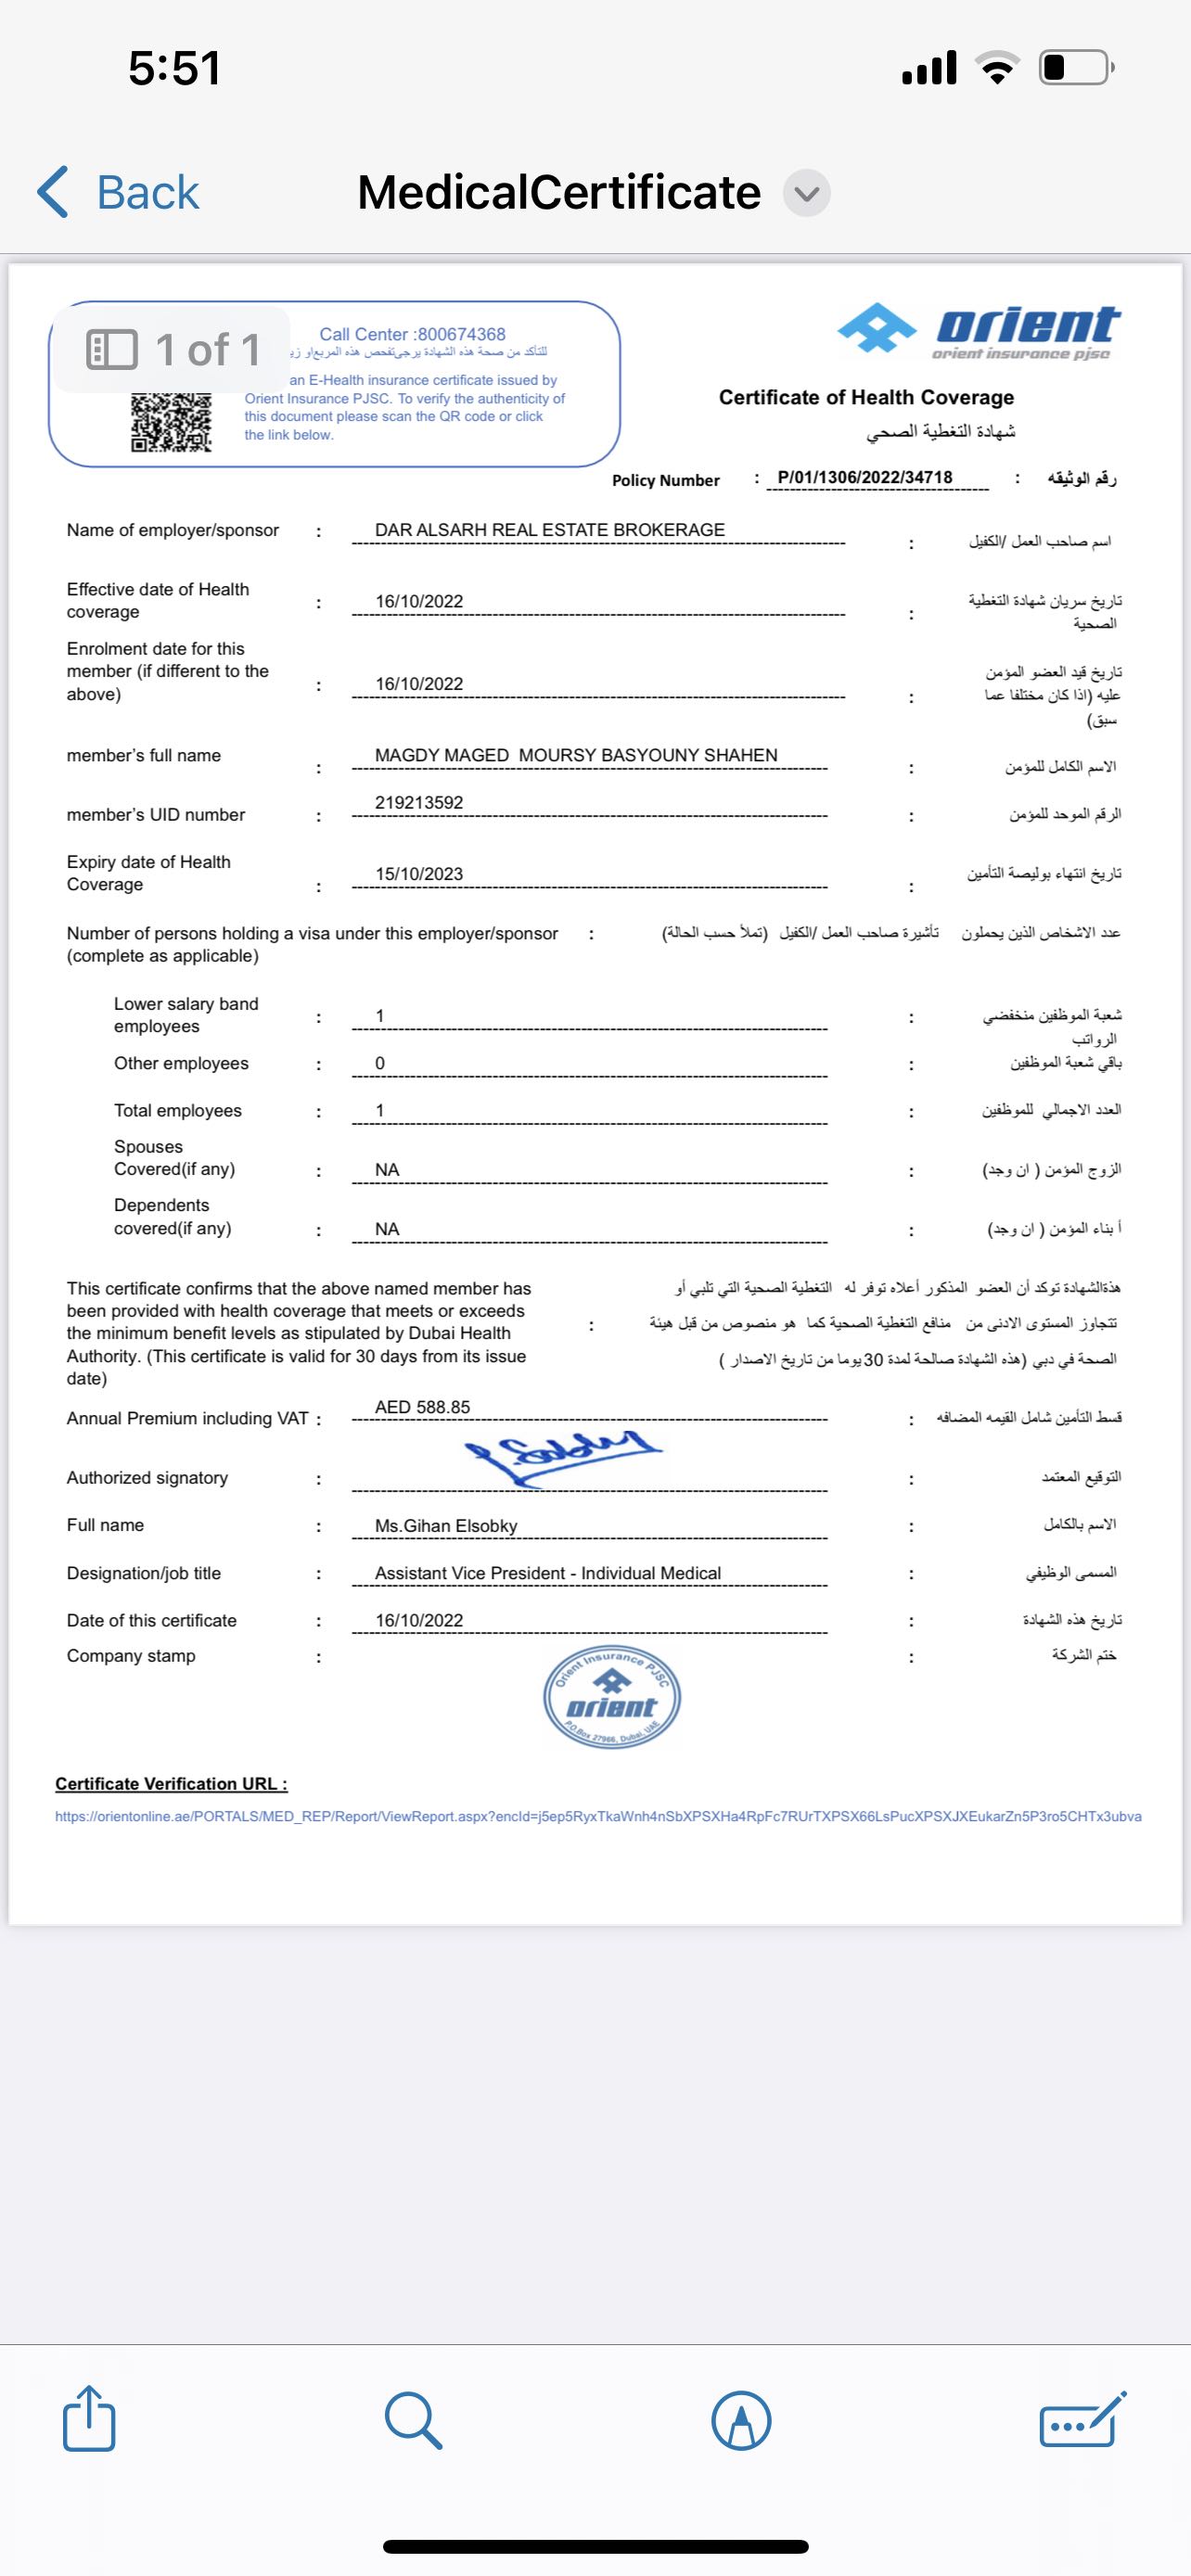 5:51
Back
MedicalCertificate
1 of 1
Call Center :800674368
للتأكد من صحة هذه الشهادة يرجى تفحص هذه المربع او
an E-Health insurance certificate issued by
Orient Insurance PJSC. To verify the authenticity of
this document please scan the QR code or click
the link below.
orient
orient insurance pjsc
Certificate of Health Coverage
شهادة التغطية الصحي
Policy Number : P/01/1306/2022/34718 : رقم الوثيقه
Name of employer/sponsor : DAR ALSARH REAL ESTATE BROKERAGE : اسم صاحب العمل /الكفيل
Effective date of Health
coverage : 16/10/2022 : تاريخ سريان شهادة التغطية
الصحية
Enrolment date for this
member (if different to the
above) : 16/10/2022 : تاريخ قيد العضو المؤمن
عليه (اذا كان مختلفا عما
سبق)
member's full name : MAGDY MAGED MOURSY BASYOUNY SHAHEN : الاسم الكامل للمؤمن
member's UID number : 219213592 : الرقم الموحد للمؤمن
Expiry date of Health
Coverage : 15/10/2023 : تاريخ انتهاء بوليصة التأمين
Number of persons holding a visa under this employer/sponsor : عدد الاشخاص الذين يحملون تأشيرة صاحب العمل /الكفيل (تملأ حسب الحالة)
(complete as applicable)
Lower salary band
employees : 1 : شعبة الموظفين منخفضي
الرواتب
Other employees : 0 : باقي شعبة الموظفين
Total employees : 1 : العدد الاجمالي للموظفين
Spouses
Covered(if any) : NA : الزوج المؤمن ( ان وجد)
Dependents
covered(if any) : NA : أ بناء المؤمن ( ان وجد)
This certificate confirms that the above named member has
been provided with health coverage that meets or exceeds
the minimum benefit levels as stipulated by Dubai Health
Authority. (This certificate is valid for 30 days from its issue
date)
:
هذةالشهادة توكد أن العضو المذكور أعلاه توفر له التغطية الصحية التي تلبي أو
تتجاوز المستوى الادنى من منافع التغطية الصحية كما هو منصوص من قبل هيئة
الصحة في دبي (هذه الشهادة صالحة لمدة 30 يوما من تاريخ الاصدار )
Annual Premium including VAT : AED 588.85 : قسط التأمين شامل القيمه المضافه
Authorized signatory : : التوقيع المعتمد
Full name : Ms.Gihan Elsobky : الاسم بالكامل
Designation/job title : Assistant Vice President - Individual Medical : المسمى الوظيفي
Date of this certificate : 16/10/2022 : تاريخ هذه الشهادة
Company stamp : : ختم الشركة
Orient Insurance PJSC
orient
P.O.Box 27966, Dubai, UAE
Certificate Verification URL :
https://orientonline.ae/PORTALS/MED_REP/Report/ViewReport.aspx?encId=j5ep5RyxTkaWnh4nSbXPSXHa4RpFc7RUrTXPSX66LsPucXPSXJXEukarZn5P3ro5CHTx3ubva